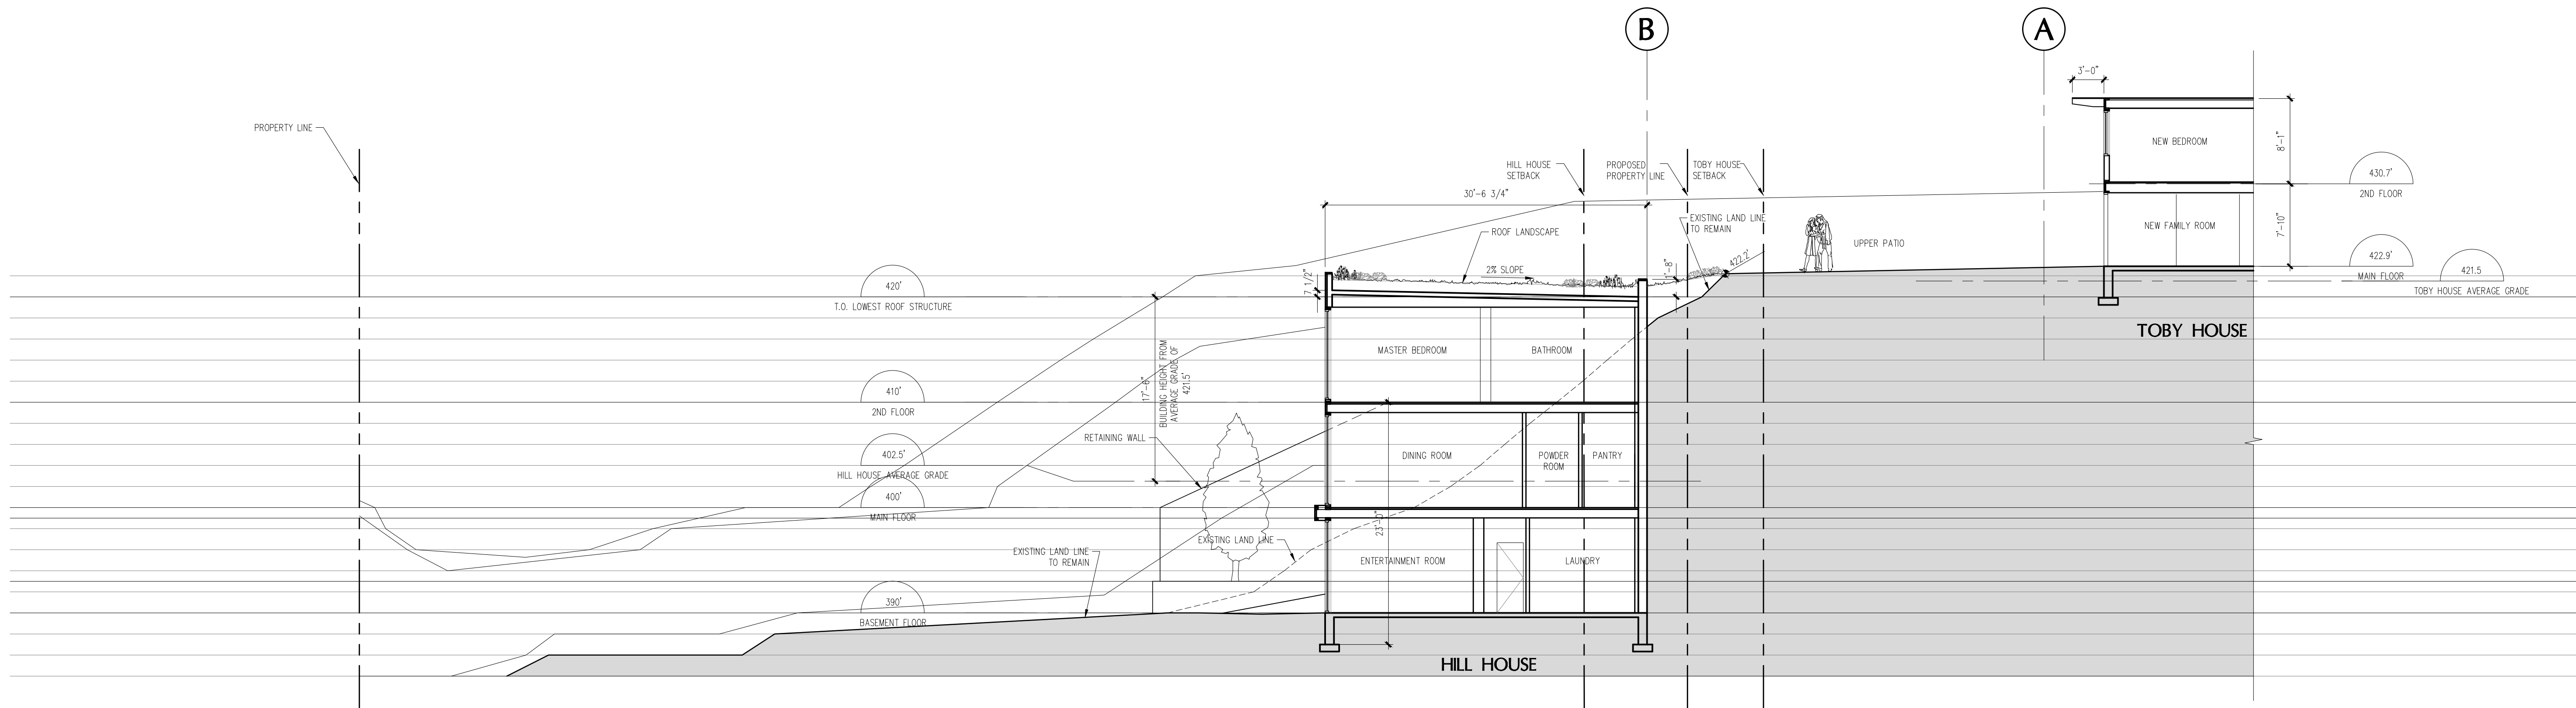 B
A
3'-0"
PROPERTY LINE
NEW BEDROOM
8'-1"
HILL HOUSE
SETBACK
PROPOSED
PROPERTY LINE
TOBY HOUSE
SETBACK
430.7'
2ND FLOOR
30'-6 3/4"
EXISTING LAND LINE
TO REMAIN
ROOF LANDSCAPE
NEW FAMILY ROOM
7'-10"
UPPER PATIO
422.2'
2% SLOPE
7 1/2"
422.9'
MAIN FLOOR
421.5
TOBY HOUSE AVERAGE GRADE
420'
T.O. LOWEST ROOF STRUCTURE
TOBY HOUSE
MASTER BEDROOM
BATHROOM
17'-6"
BUILDING HEIGHT FROM
AVERAGE GRADE OF
421.5'
410'
2ND FLOOR
RETAINING WALL
402.5'
HILL HOUSE AVERAGE GRADE
DINING ROOM
POWDER
ROOM
PANTRY
400'
MAIN FLOOR
23'-0"
EXISTING LAND LINE
EXISTING LAND LINE
TO REMAIN
ENTERTAINMENT ROOM
LAUNDRY
390'
BASEMENT FLOOR
HILL HOUSE